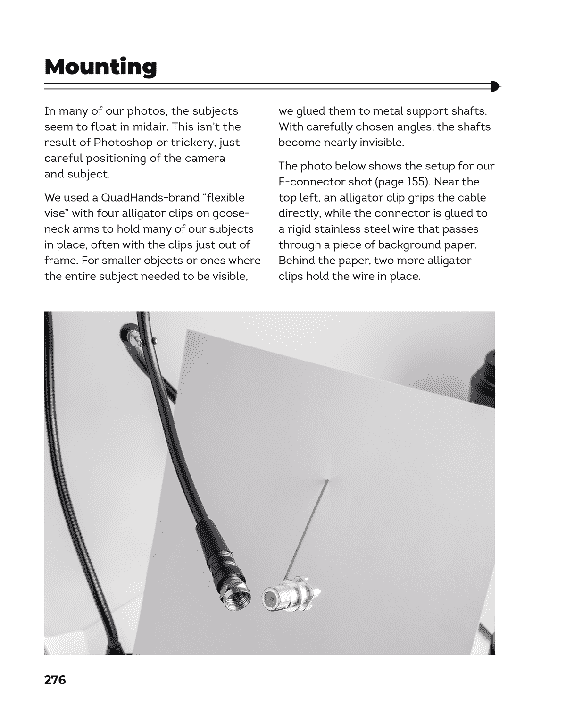 Mounting
In many of our photos, the subjects
seem to float in midair. This isn't the
result of Photoshop or trickery, just
careful positioning of the camera
and subject.
We used a QuadHands-brand “flexible
vise” with four alligator clips on goose-
neck arms to hold many of our subjects
in place, often with the clips just out of
frame. For smaller objects or ones where
the entire subject needed to be visible,
we glued them to metal support shafts.
With carefully chosen angles, the shafts
become nearly invisible.
The photo below shows the setup for our
F-connector shot (page 155). Near the
top left, an alligator clip grips the cable
directly, while the connector is glued to
a rigid stainless steel wire that passes
through a piece of background paper.
Behind the paper, two more alligator
clips hold the wire in place.
276